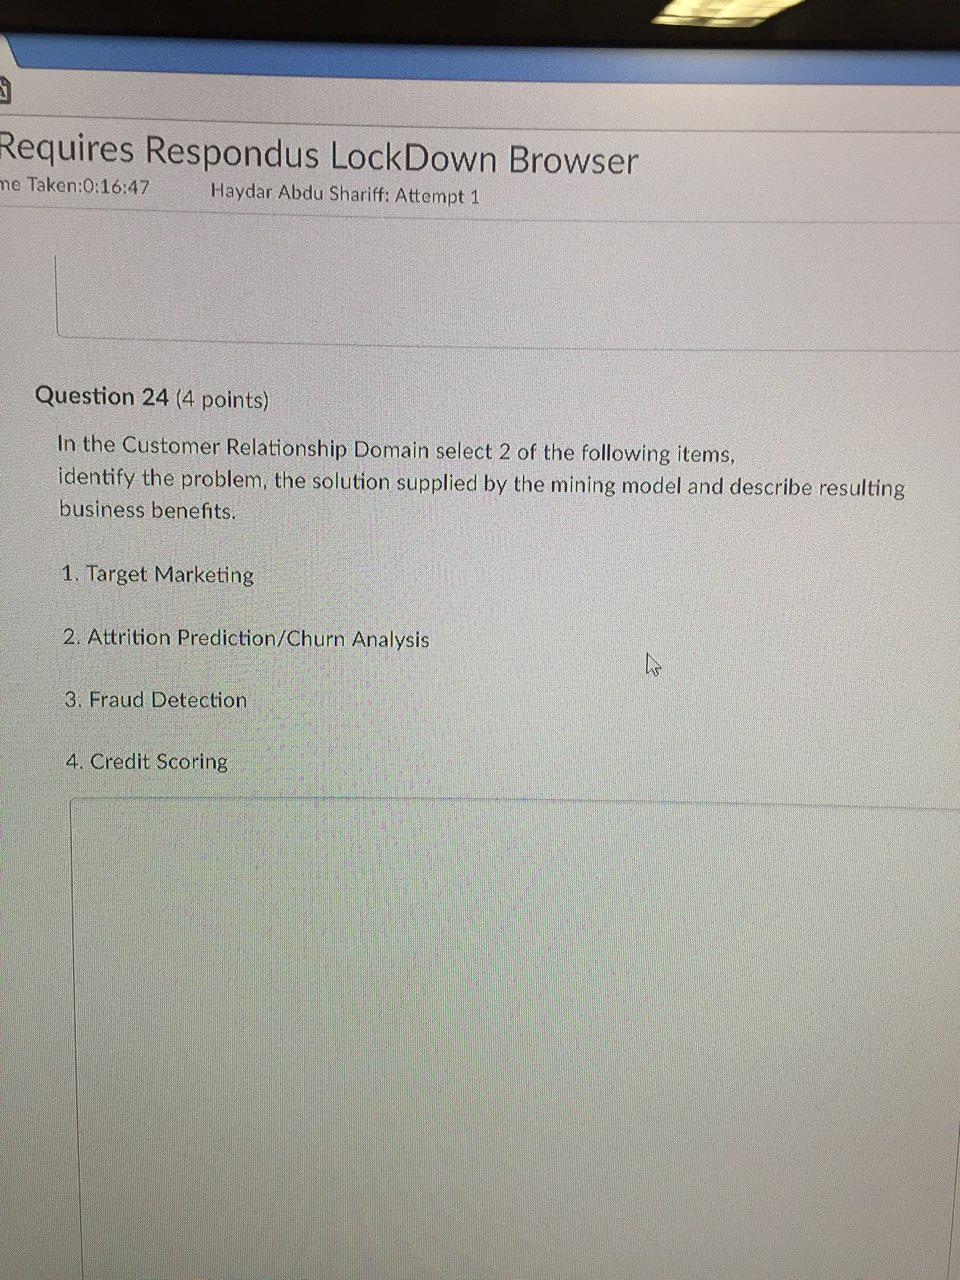 Requires Respondus LockDown Browser
Taken:0:16:47 Haydar Abdu Shariff: Attempt 1
Question 24 (4 points)
In the Customer Relationship Domain select 2 of the following items,
identify the problem, the solution supplied by the mining model and describe resulting
business benefits.
1. Target Marketing
2. Attrition Prediction/Churn Analysis
3. Fraud Detection
4. Credit Scoring